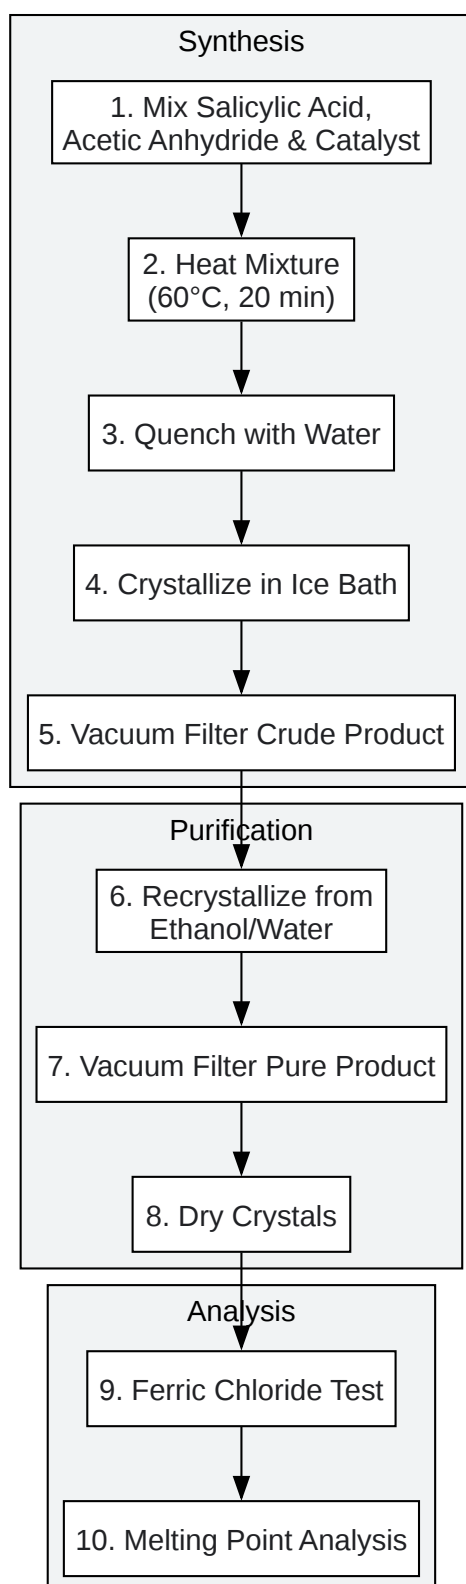 Synthesis
1. Mix Salicylic Acid,
Acetic Anhydride & Catalyst
2. Heat Mixture
(60°C, 20 min)
3. Quench with Water
4. Crystallize in Ice Bath
5. Vacuum Filter Crude Product
Purification
6. Recrystallize from
Ethanol/Water
7. Vacuum Filter Pure Product
8. Dry Crystals
Analysis
9. Ferric Chloride Test
10. Melting Point Analysis